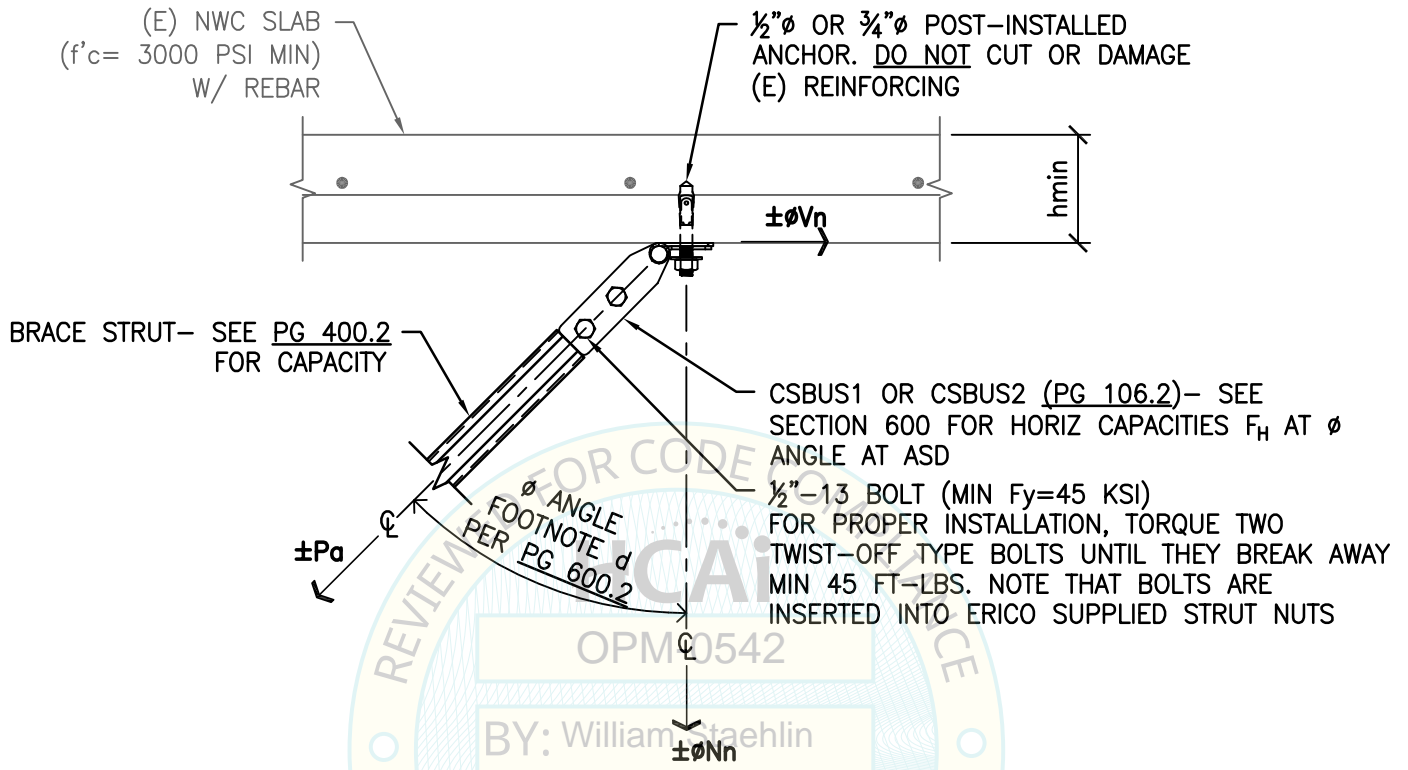 (E) NWC SLAB
(f'c= 3000 PSI MIN)
W/ REBAR
½"ø OR ¾"ø POST-INSTALLED
ANCHOR. DO NOT CUT OR DAMAGE
(E) REINFORCING
hmin
±øVn
BRACE STRUT- SEE PG 400.2
FOR CAPACITY
CSBUS1 OR CSBUS2 (PG 106.2)- SEE
SECTION 600 FOR HORIZ CAPACITIES FH AT ø
ANGLE AT ASD
½"-13 BOLT (MIN Fy=45 KSI)
FOR PROPER INSTALLATION, TORQUE TWO
TWIST-OFF TYPE BOLTS UNTIL THEY BREAK AWAY
MIN 45 FT-LBS. NOTE THAT BOLTS ARE
INSERTED INTO ERICO SUPPLIED STRUT NUTS
ø ANGLE
FOOTNOTE d
PER PG 600.2
℄
±Pa
℄
±øNn
REVIEWED FOR CODE COMPLIANCE
HCAi
OPM-0542
BY: William Staehlin